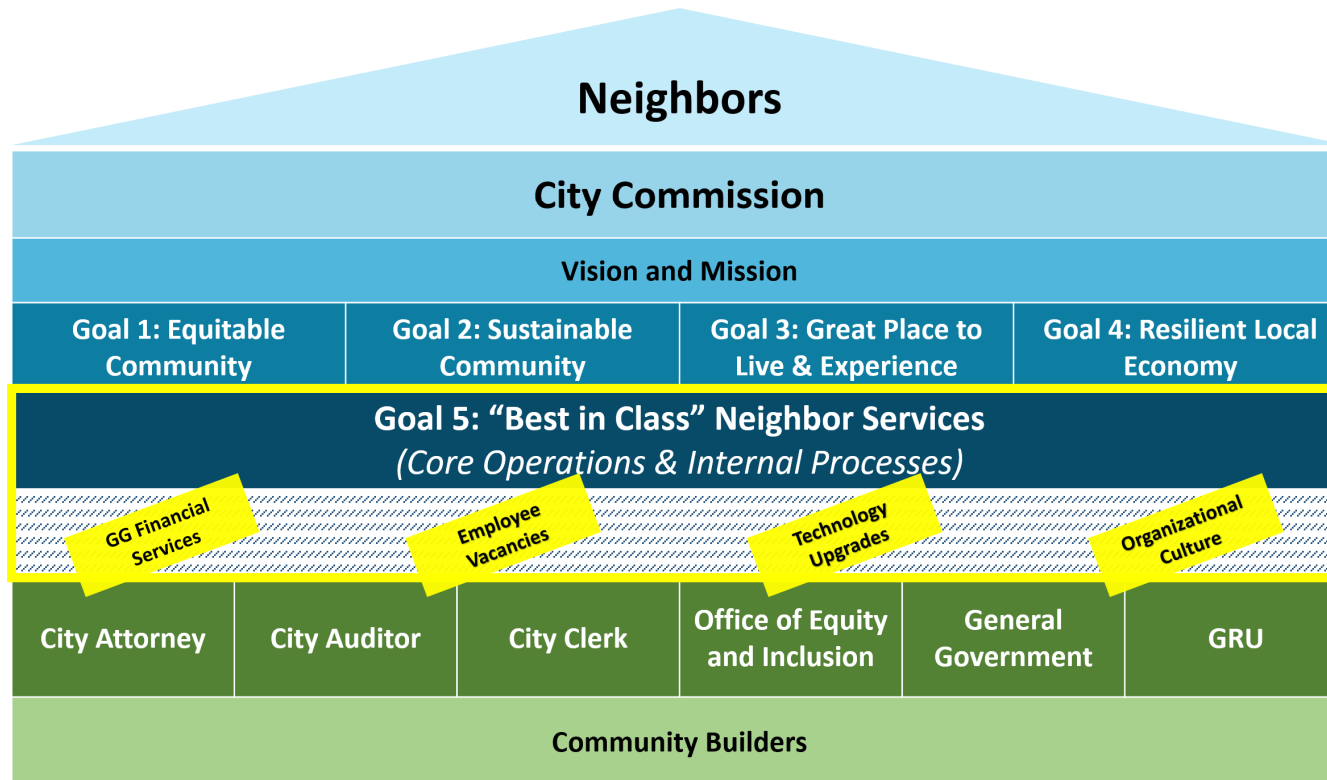 Neighbors
City Commission
Vision and Mission
Goal 1: Equitable
Community
Goal 2: Sustainable
Community
Goal 3: Great Place to
Live & Experience
Goal 4: Resilient Local
Economy
Goal 5: “Best in Class” Neighbor Services
(Core Operations & Internal Processes)
GG Financial
Services
Employee
Vacancies
Technology
Upgrades
Organizational
Culture
City Attorney
City Auditor
City Clerk
Office of Equity
and Inclusion
General
Government
GRU
Community Builders